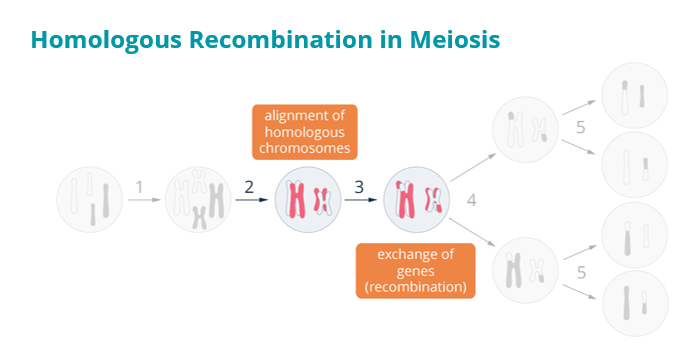 Homologous Recombination in Meiosis
alignment of
homologous
chromosomes
1
2
3
4
5
5
exchange of
genes
(recombination)